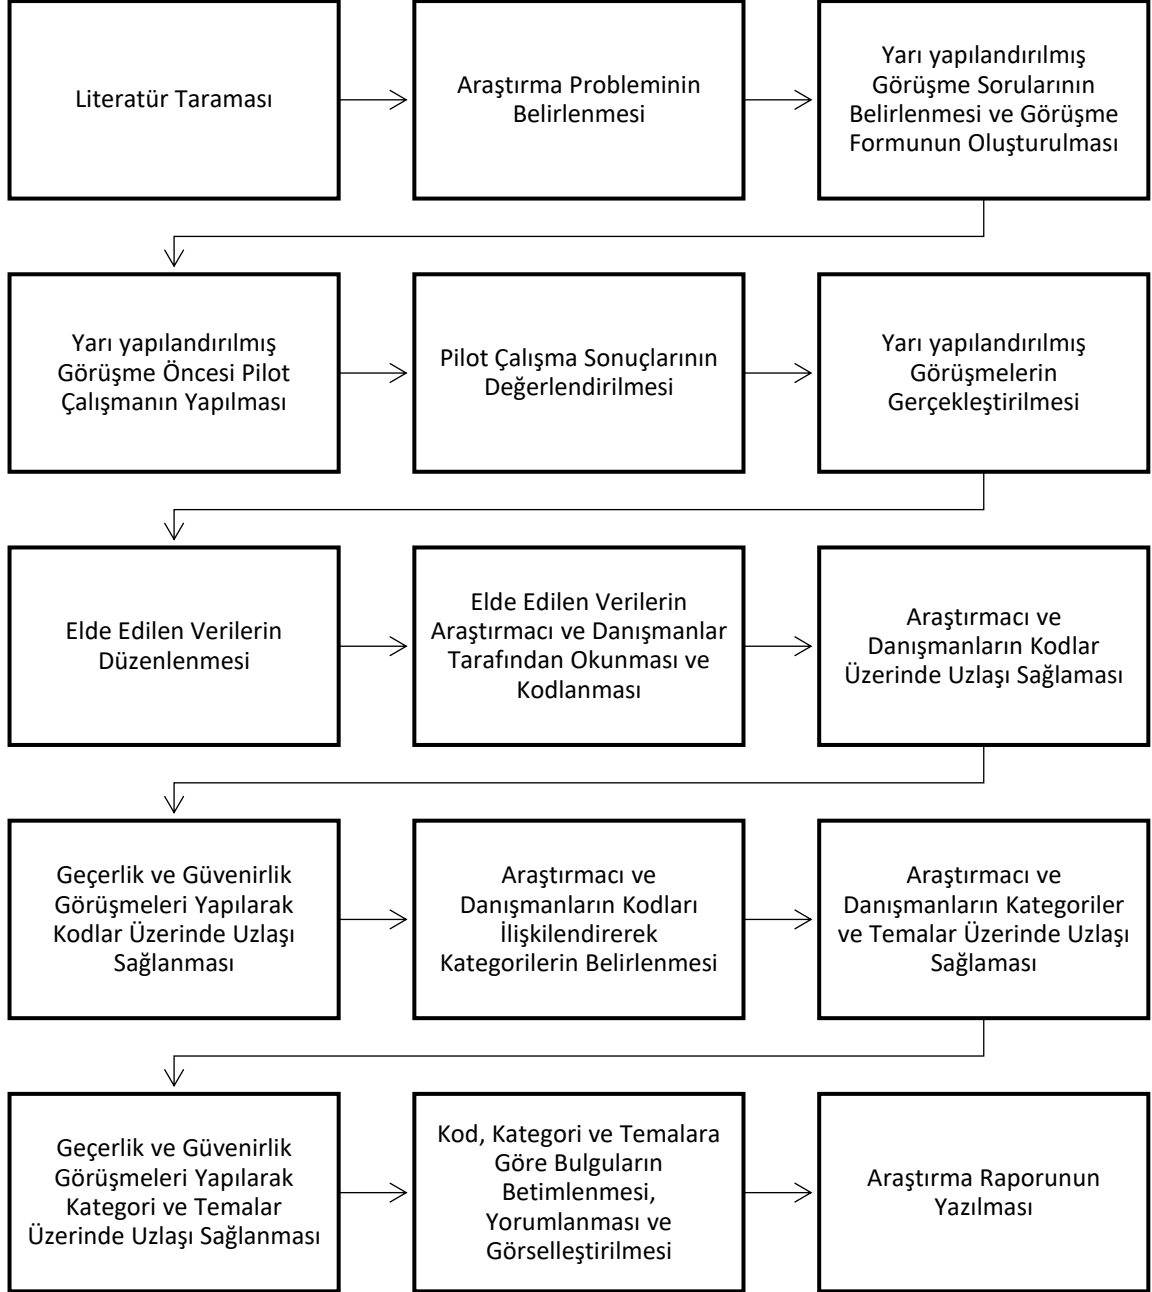 Literatür Taraması
Araştırma Probleminin
Belirlenmesi
Yarı yapılandırılmış
Görüşme Sorularının
Belirlenmesi ve Görüşme
Formunun Oluşturulması
Yarı yapılandırılmış
Görüşme Öncesi Pilot
Çalışmanın Yapılması
Pilot Çalışma Sonuçlarının
Değerlendirilmesi
Yarı yapılandırılmış
Görüşmelerin
Gerçekleştirilmesi
Elde Edilen Verilerin
Düzenlenmesi
Elde Edilen Verilerin
Araştırmacı ve Danışmanlar
Tarafından Okunması ve
Kodlanması
Araştırmacı ve
Danışmanların Kodlar
Üzerinde Uzlaşı Sağlaması
Geçerlik ve Güvenirlik
Görüşmeleri Yapılarak
Kodlar Üzerinde Uzlaşı
Sağlanması
Araştırmacı ve
Danışmanların Kodları
İlişkilendirerek
Kategorilerin Belirlenmesi
Araştırmacı ve
Danışmanların Kategoriler
ve Temalar Üzerinde Uzlaşı
Sağlaması
Geçerlik ve Güvenirlik
Görüşmeleri Yapılarak
Kategori ve Temalar
Üzerinde Uzlaşı Sağlanması
Kod, Kategori ve Temalara
Göre Bulguların
Betimlenmesi,
Yorumlanması ve
Görselleştirilmesi
Araştırma Raporunun
Yazılması